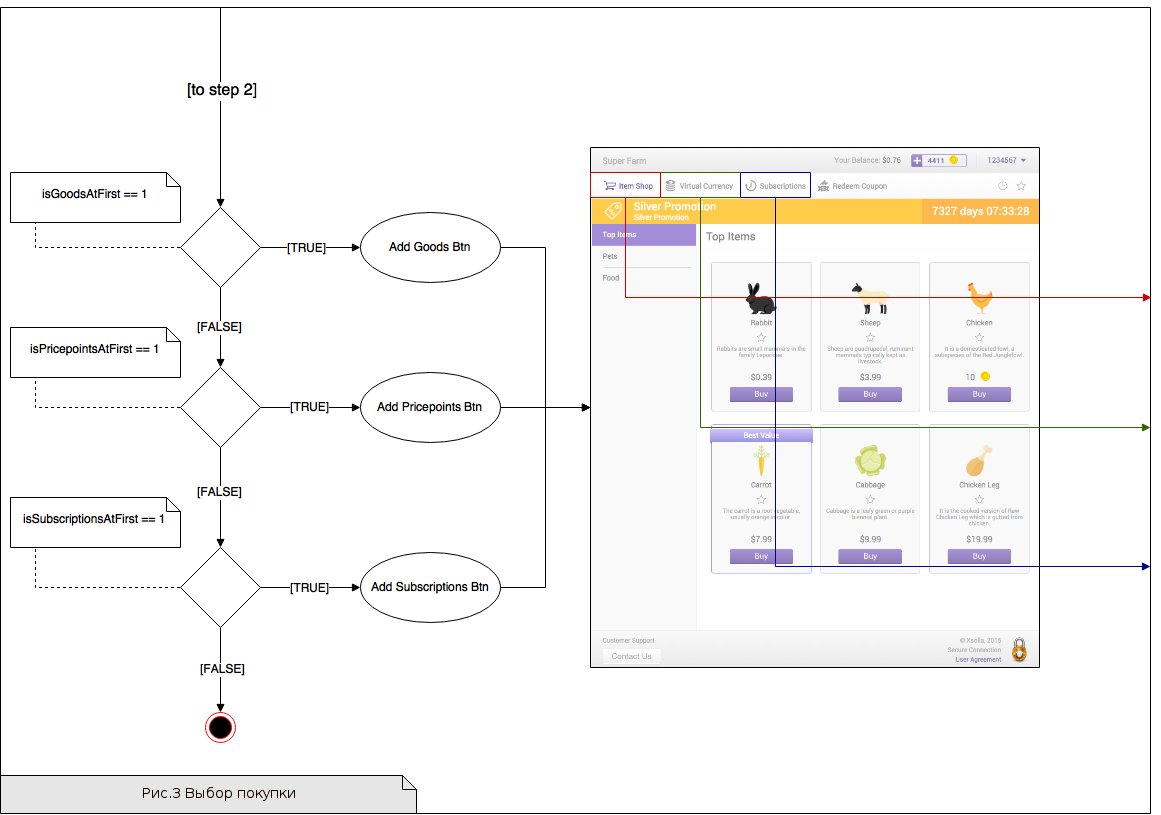 [to step 2]
isGoodsAtFirst == 1
[TRUE]
Add Goods Btn
[FALSE]
isPricepointsAtFirst == 1
[TRUE]
Add Pricepoints Btn
[FALSE]
isSubscriptionsAtFirst == 1
[TRUE]
Add Subscriptions Btn
[FALSE]
Super Farm
Your Balance: $0.76
4411
1234567
Item Shop
Virtual Currency
Subscriptions
Redeem Coupon
Silver Promotion
Silver Promotion
7327 days 07:33:28
Top Items
Pets
Food
Top Items
Rabbit
Rabbits are small mammals in the
family Leporidae.
$0.39
Buy
Sheep
Sheep are quadrupedal, ruminant
mammals typically kept as
livestock.
$3.99
Buy
Chicken
It is a domesticated fowl, a
subspecies of the Red Junglefowl.
10
Buy
Best Value
Carrot
The carrot is a root vegetable,
usually orange in color.
$7.99
Buy
Cabbage
Cabbage is a leafy green or purple
biennial plant.
$9.99
Buy
Chicken Leg
It is the cooked version of Raw
Chicken Leg which is gutted from
chicken.
$19.99
Buy
Customer Support
Contact Us
© Xsolla, 2015
Secure Connection
User Agreement
Рис.3 Выбор покупки